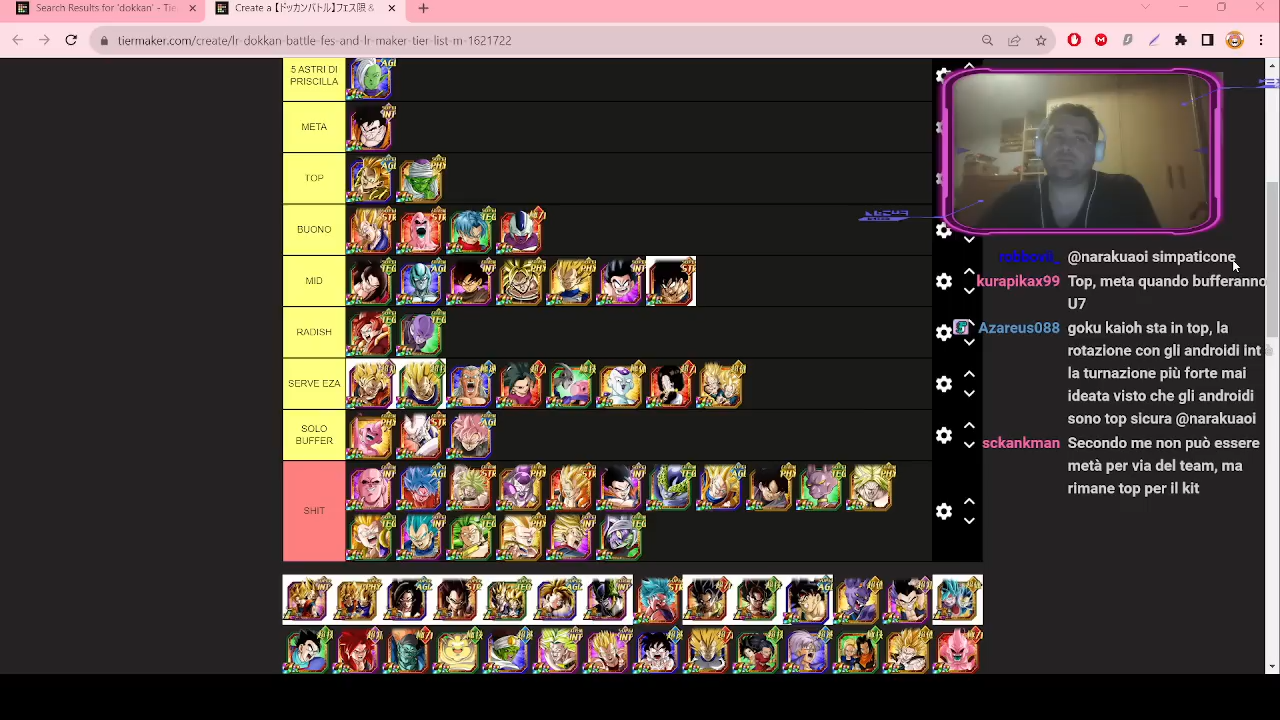 Search Results for 'dokkan' - Tie
Create a 【ドッカンバトル】フェス限 &
tiermaker.com/create/lr-dokkan-battle-fes-and-lr-maker-tier-list-m-1621722
5 ASTRI DI
PRISCILLA
META
TOP
BUONO
MID
RADISH
SERVE EZA
SOLO
BUFFER
SHIT
robbovii_ @narakuaoi simpaticone
kurapikax99 Top, meta quando bufferanno
U7
Azareus088 goku kaioh sta in top, la
rotazione con gli androidi int
la turnazione più forte mai
ideata visto che gli androidi
sono top sicura @narakuaoi
sckankman Secondo me non può essere
metà per via del team, ma
rimane top per il kit